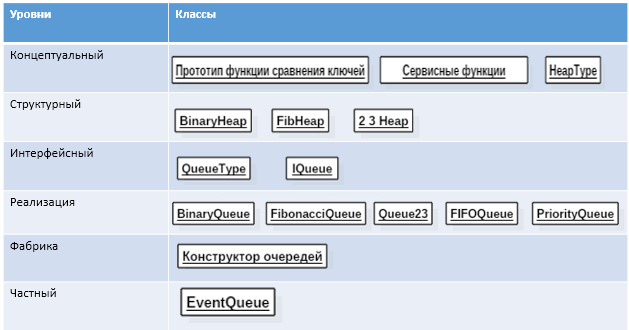 Уровни Классы
Концептуальный Прототип функции сравнения ключей Сервисные функции HeapType
Структурный BinaryHeap FibHeap 2 3 Heap
Интерфейсный QueueType IQueue
Реализация BinaryQueue FibonacciQueue Queue23 FIFOQueue PriorityQueue
Фабрика Конструктор очередей
Частный EventQueue